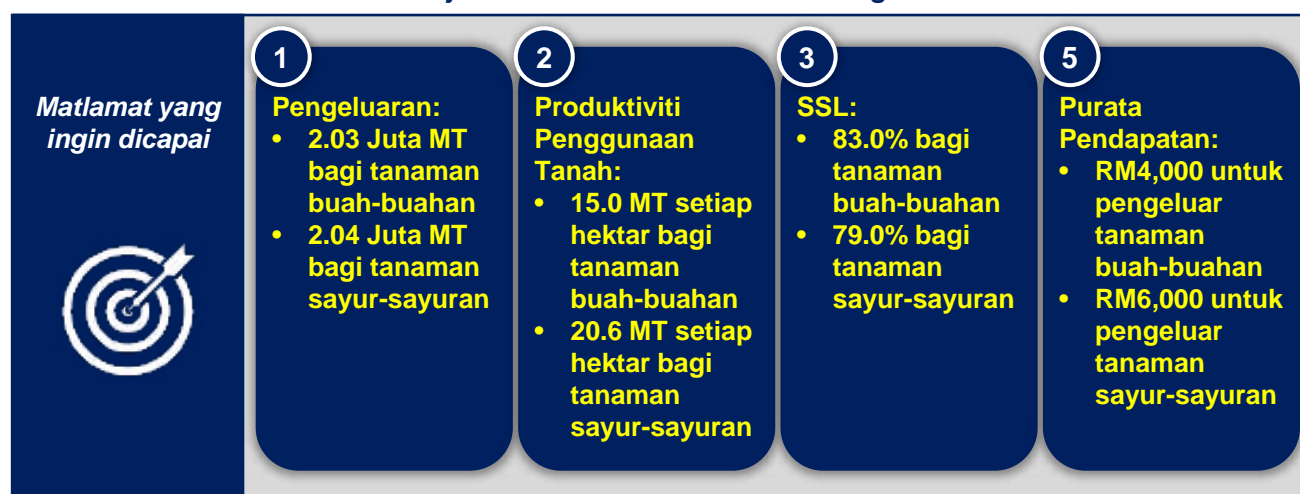 Matlamat yang
ingin dicapai
1
Pengeluaran:
• 2.03 Juta MT
bagi tanaman
buah-buahan
• 2.04 Juta MT
bagi tanaman
sayur-sayuran
2
Produktiviti
Penggunaan
Tanah:
• 15.0 MT setiap
hektar bagi
tanaman
buah-buahan
• 20.6 MT setiap
hektar bagi
tanaman
sayur-sayuran
3
SSL:
• 83.0% bagi
tanaman
buah-buahan
• 79.0% bagi
tanaman
sayur-sayuran
5
Purata
Pendapatan:
• RM4,000 untuk
pengeluar
tanaman
buah-buahan
• RM6,000 untuk
pengeluar
tanaman
sayur-sayuran